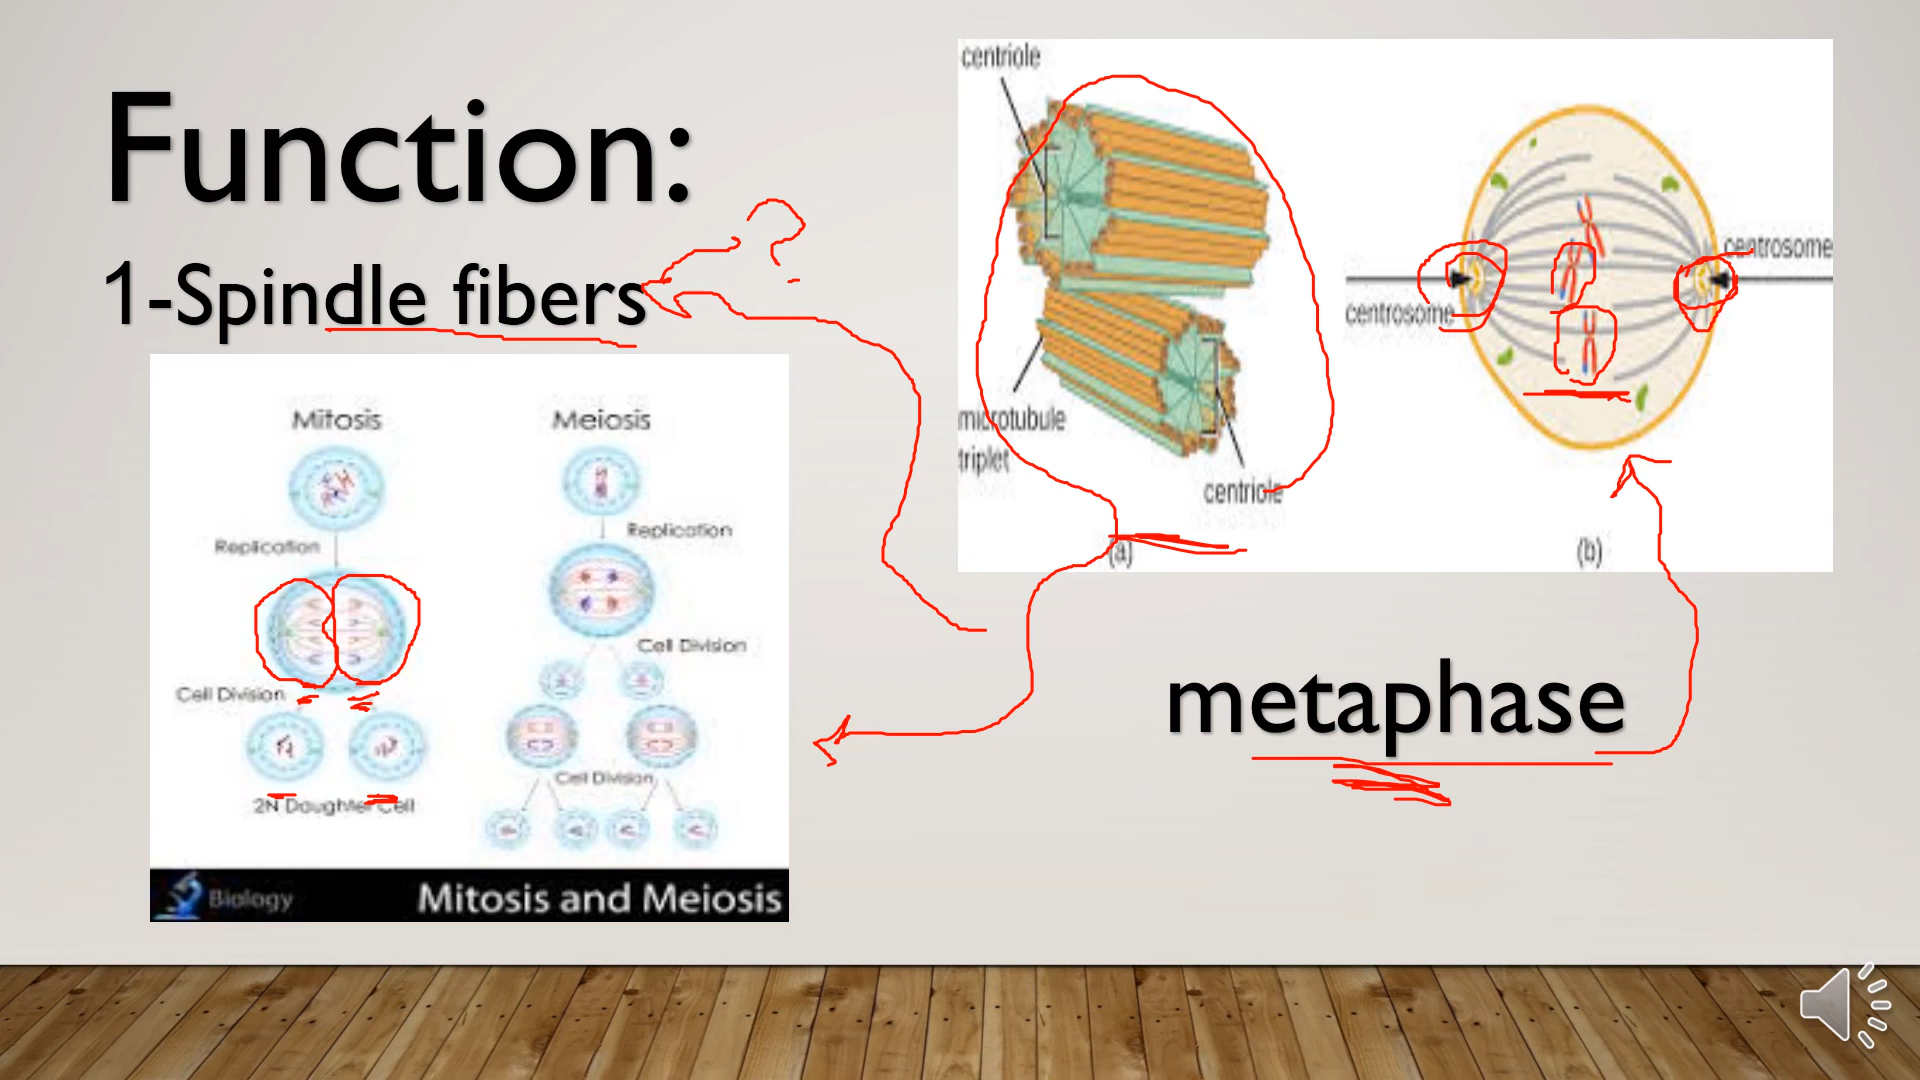 Function:
1-Spindle fibers
Mitosis
Meiosis
Replication
Replication
Cell Division
Cell Division
Cell Division
2N Daughter Cell
Biology
Mitosis and Meiosis
centriole
microtubule
triplet
centriole
(a)
centrosome
centrosome
(b)
metaphase